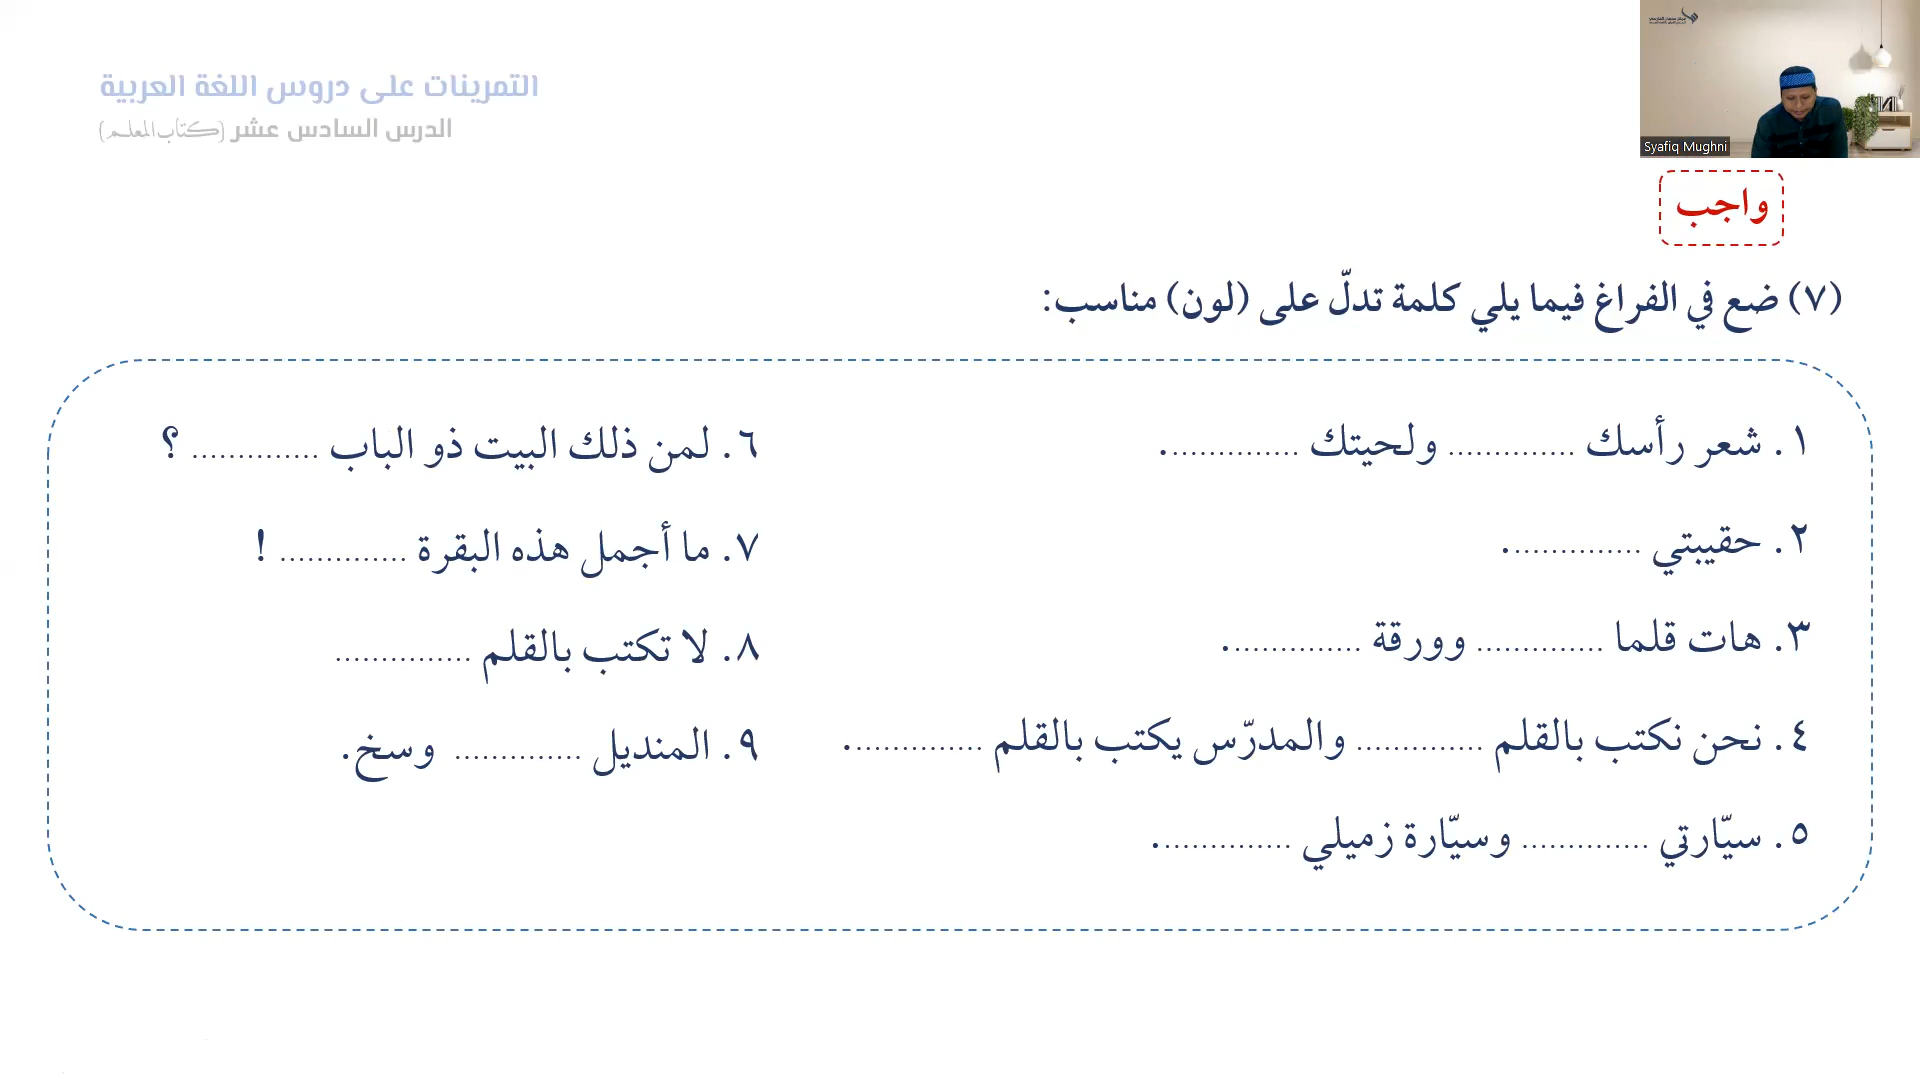 التمرينات على دروس اللغة العربية
الدرس السادس عشر (كتاب المعلم)
Syafiq Mughni
واجب
(٧) ضع في الفراغ فيما يلي كلمة تدلّ على (لون) مناسب:
١. شعر رأسك .............. ولحيتك ...............
٢. حقيبتي ...............
٣. هات قلما .............. وورقة ...............
٤. نحن نكتب بالقلم .............. والمدرّس يكتب بالقلم ...............
٥. سيّارتي .............. وسيّارة زميلي ...............
٦. لمن ذلك البيت ذو الباب .............. ؟
٧. ما أجمل هذه البقرة .............. !
٨. لا تكتب بالقلم ...............
٩. المنديل .............. وسخ.